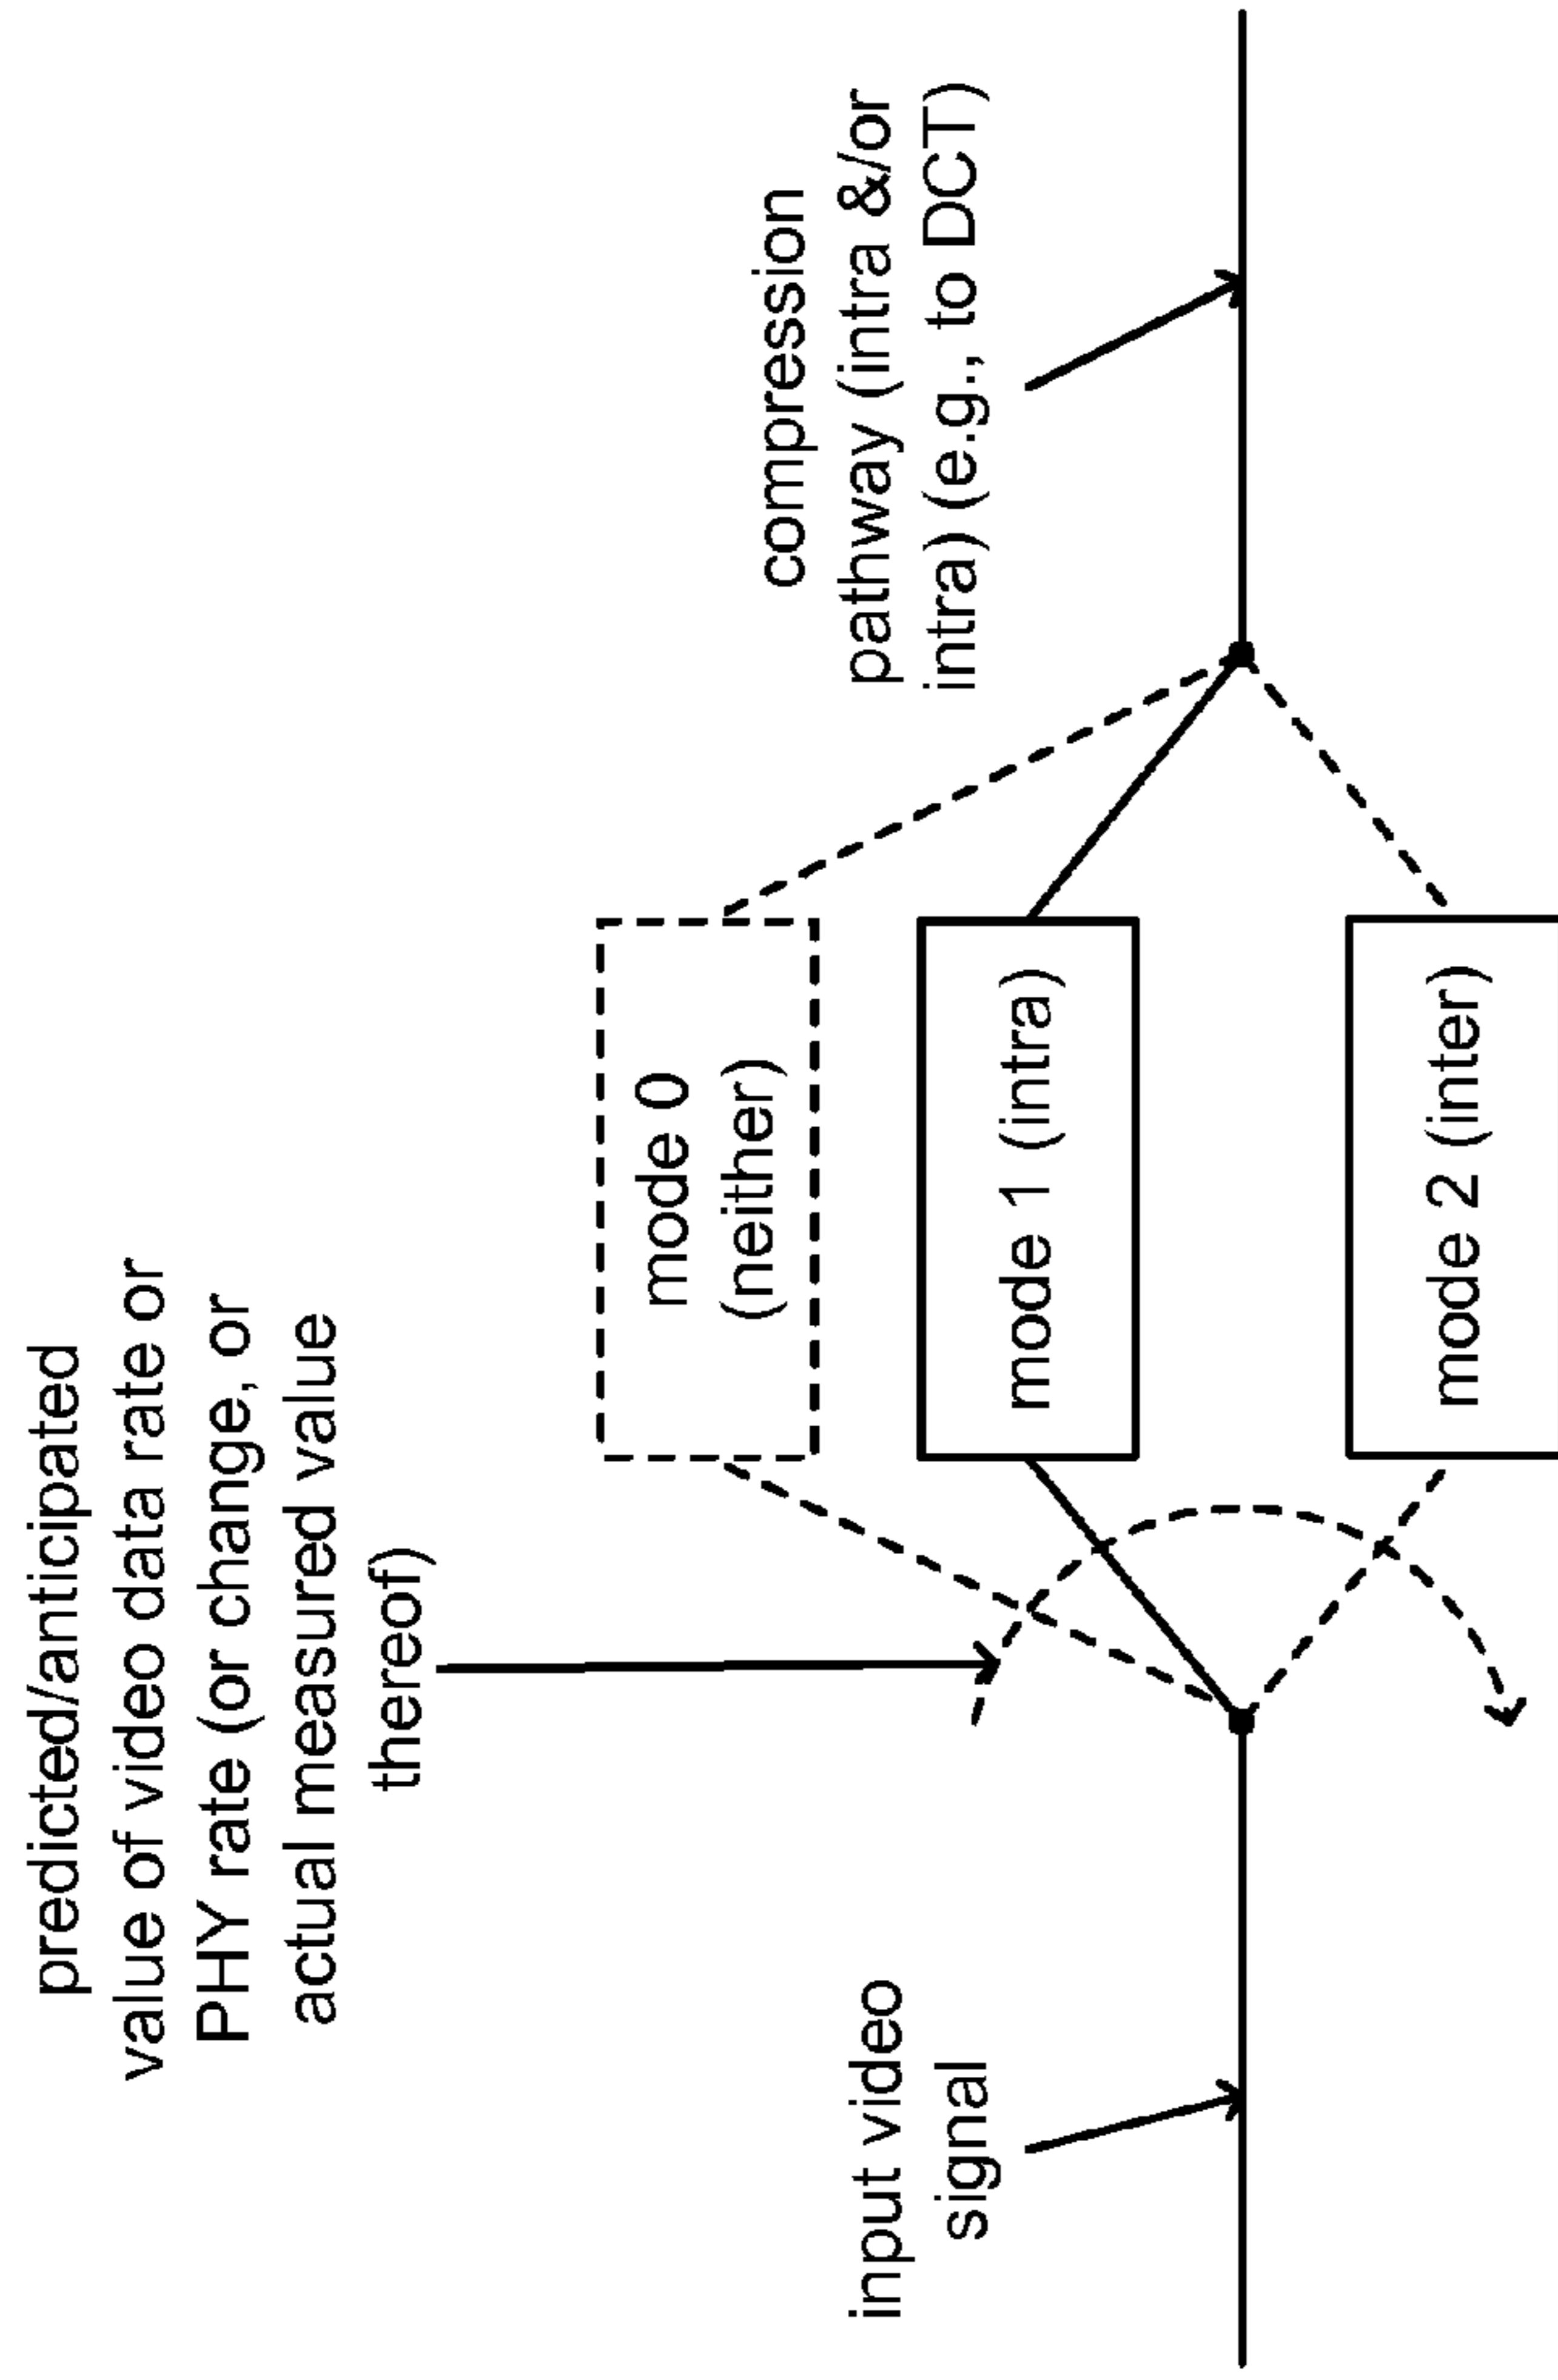 predicted/anticipated
value of video data rate or
PHY rate (or change, or
actual measured value
thereof)
input video
signal
mode 0
(neither)
mode 1 (intra)
mode 2 (inter)
compression
pathway (intra &/or
intra) (e.g., to DCT)